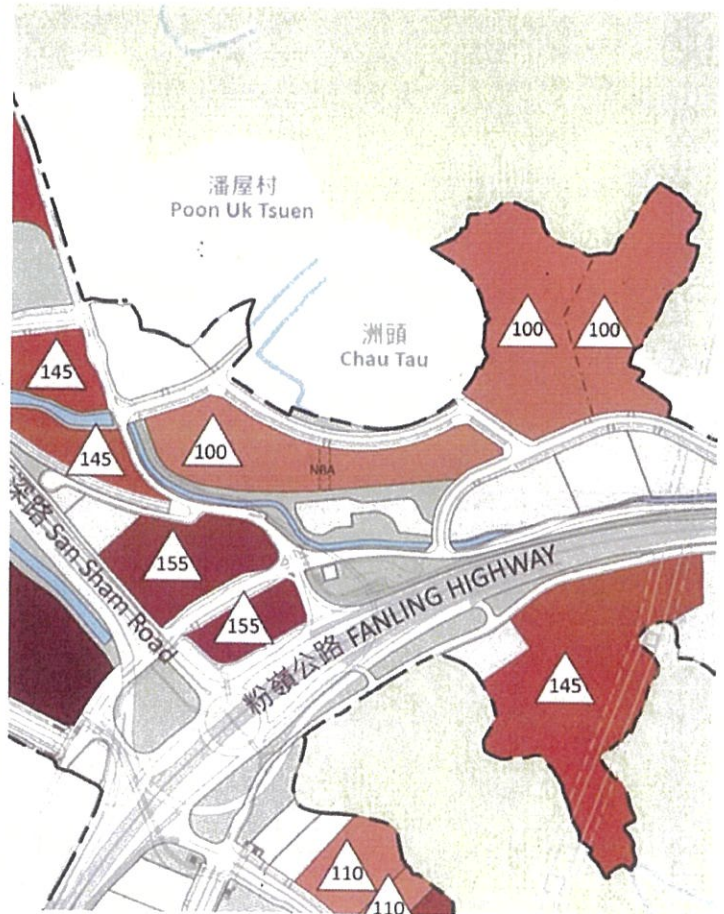 潘屋村
Poon Uk Tsuen
洲頭
Chau Tau
100
100
145
100
145
NBA
深路 San Sham Road
155
155
粉嶺公路 FANLING HIGHWAY
145
110
110